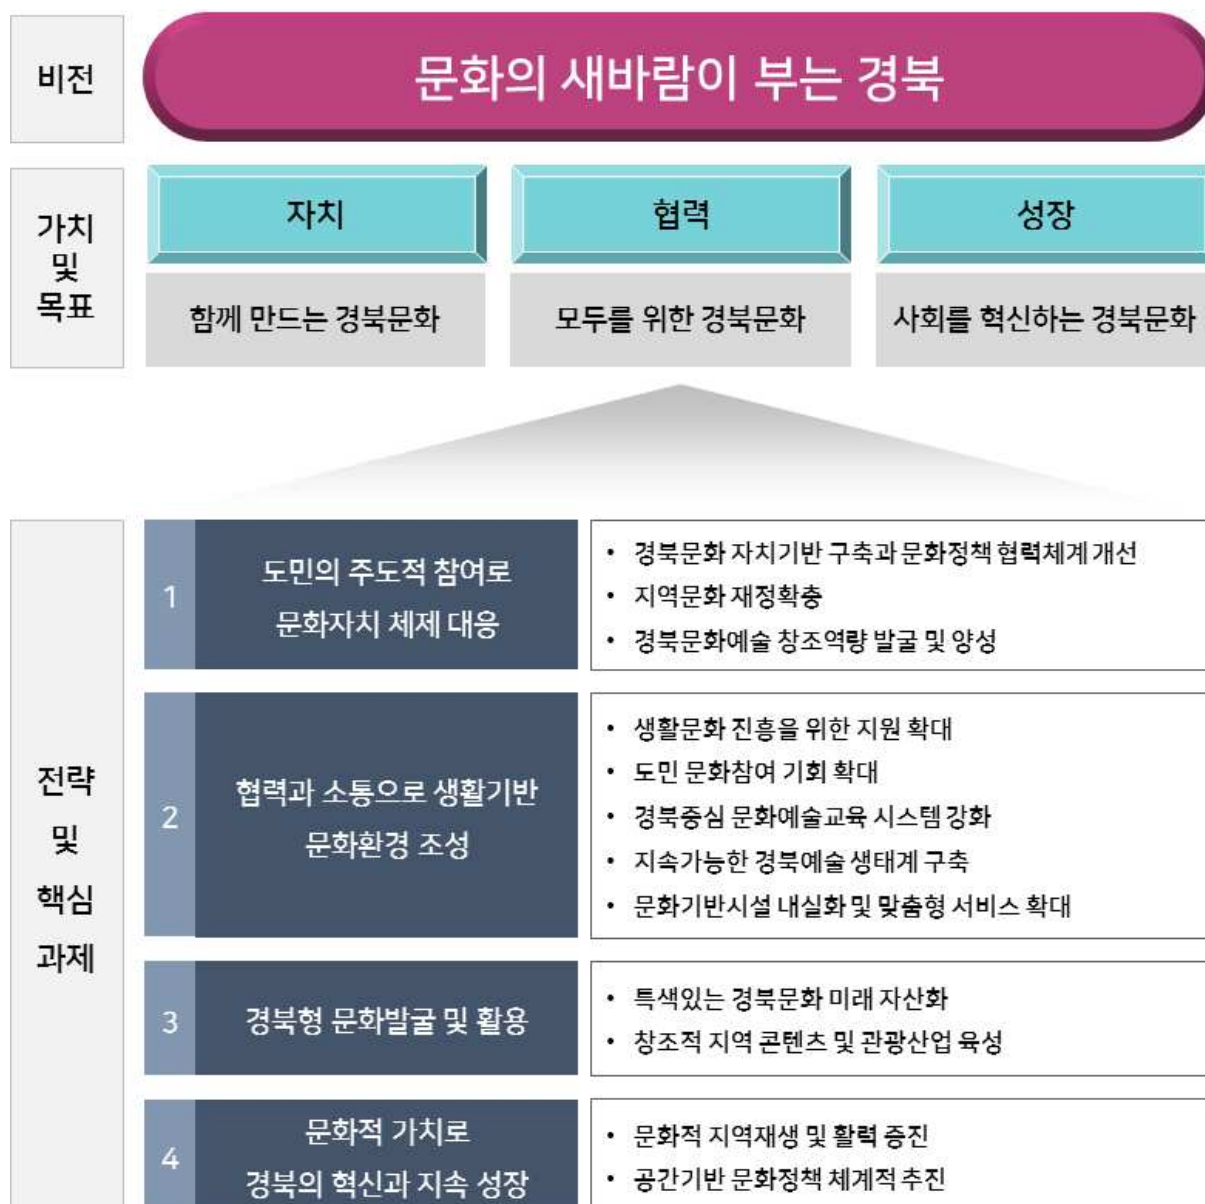 비전
문화의 새바람이 부는 경북
가치
및
목표
자치
협력
성장
함께 만드는 경북문화
모두를 위한 경북문화
사회를 혁신하는 경북문화
전략
및
핵심
과제
1
도민의 주도적 참여로
문화자치 체제 대응
• 경북문화 자치기반 구축과 문화정책 협력체계 개선
• 지역문화 재정확충
• 경북문화예술 창조역량 발굴 및 양성
2
협력과 소통으로 생활기반
문화환경 조성
• 생활문화 진흥을 위한 지원 확대
• 도민 문화참여 기회 확대
• 경북중심 문화예술교육 시스템 강화
• 지속가능한 경북예술 생태계 구축
• 문화기반시설 내실화 및 맞춤형 서비스 확대
3
경북형 문화발굴 및 활용
• 특색있는 경북문화 미래 자산화
• 창조적 지역 콘텐츠 및 관광산업 육성
4
문화적 가치로
경북의 혁신과 지속 성장
• 문화적 지역재생 및 활력 증진
• 공간기반 문화정책 체계적 추진